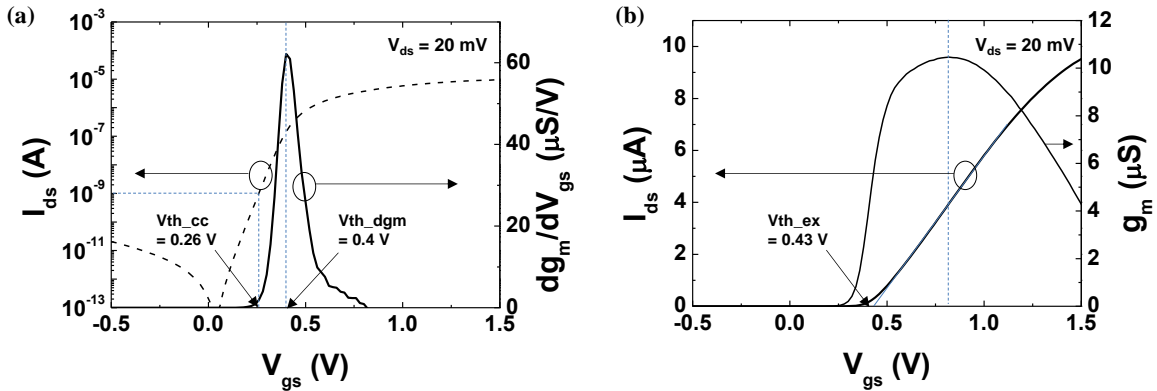 (a)
10^-3
10^-5
10^-7
10^-9
10^-11
10^-13
I_ds (A)
V_ds = 20 mV
60
40
20
0
dg_m/dV_gs (μS/V)
Vth_cc
= 0.26 V
Vth_dgm
= 0.4 V
-0.5 0.0 0.5 1.0 1.5
V_gs (V)
(b)
10
8
6
4
2
0
I_ds (μA)
V_ds = 20 mV
12
10
8
6
4
2
0
g_m (μS)
Vth_ex
= 0.43 V
-0.5 0.0 0.5 1.0 1.5
V_gs (V)